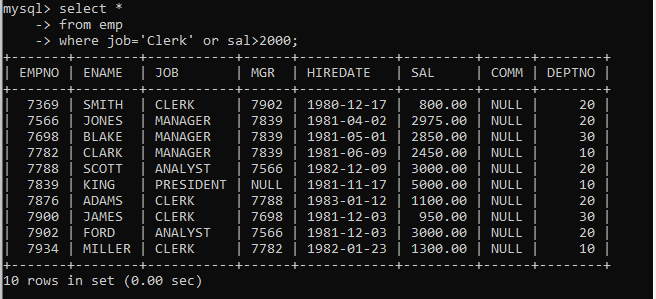 mysql> select *
    -> from emp
    -> where job='Clerk' or sal>2000;
+-------+--------+-----------+------+------------+---------+------+--------+
| EMPNO | ENAME  | JOB       | MGR  | HIREDATE   | SAL     | COMM | DEPTNO |
+-------+--------+-----------+------+------------+---------+------+--------+
|  7369 | SMITH  | CLERK     | 7902 | 1980-12-17 |  800.00 | NULL |     20 |
|  7566 | JONES  | MANAGER   | 7839 | 1981-04-02 | 2975.00 | NULL |     20 |
|  7698 | BLAKE  | MANAGER   | 7839 | 1981-05-01 | 2850.00 | NULL |     30 |
|  7782 | CLARK  | MANAGER   | 7839 | 1981-06-09 | 2450.00 | NULL |     10 |
|  7788 | SCOTT  | ANALYST   | 7566 | 1982-12-09 | 3000.00 | NULL |     20 |
|  7839 | KING   | PRESIDENT | NULL | 1981-11-17 | 5000.00 | NULL |     10 |
|  7876 | ADAMS  | CLERK     | 7788 | 1983-01-12 | 1100.00 | NULL |     20 |
|  7900 | JAMES  | CLERK     | 7698 | 1981-12-03 |  950.00 | NULL |     30 |
|  7902 | FORD   | ANALYST   | 7566 | 1981-12-03 | 3000.00 | NULL |     20 |
|  7934 | MILLER | CLERK     | 7782 | 1982-01-23 | 1300.00 | NULL |     10 |
+-------+--------+-----------+------+------------+---------+------+--------+
10 rows in set (0.00 sec)